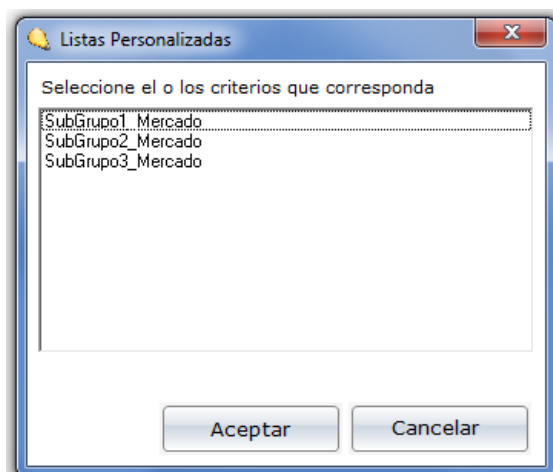 Listas Personalizadas
Seleccione el o los criterios que corresponda
SubGrupo1_Mercado
SubGrupo2_Mercado
SubGrupo3_Mercado
Aceptar Cancelar